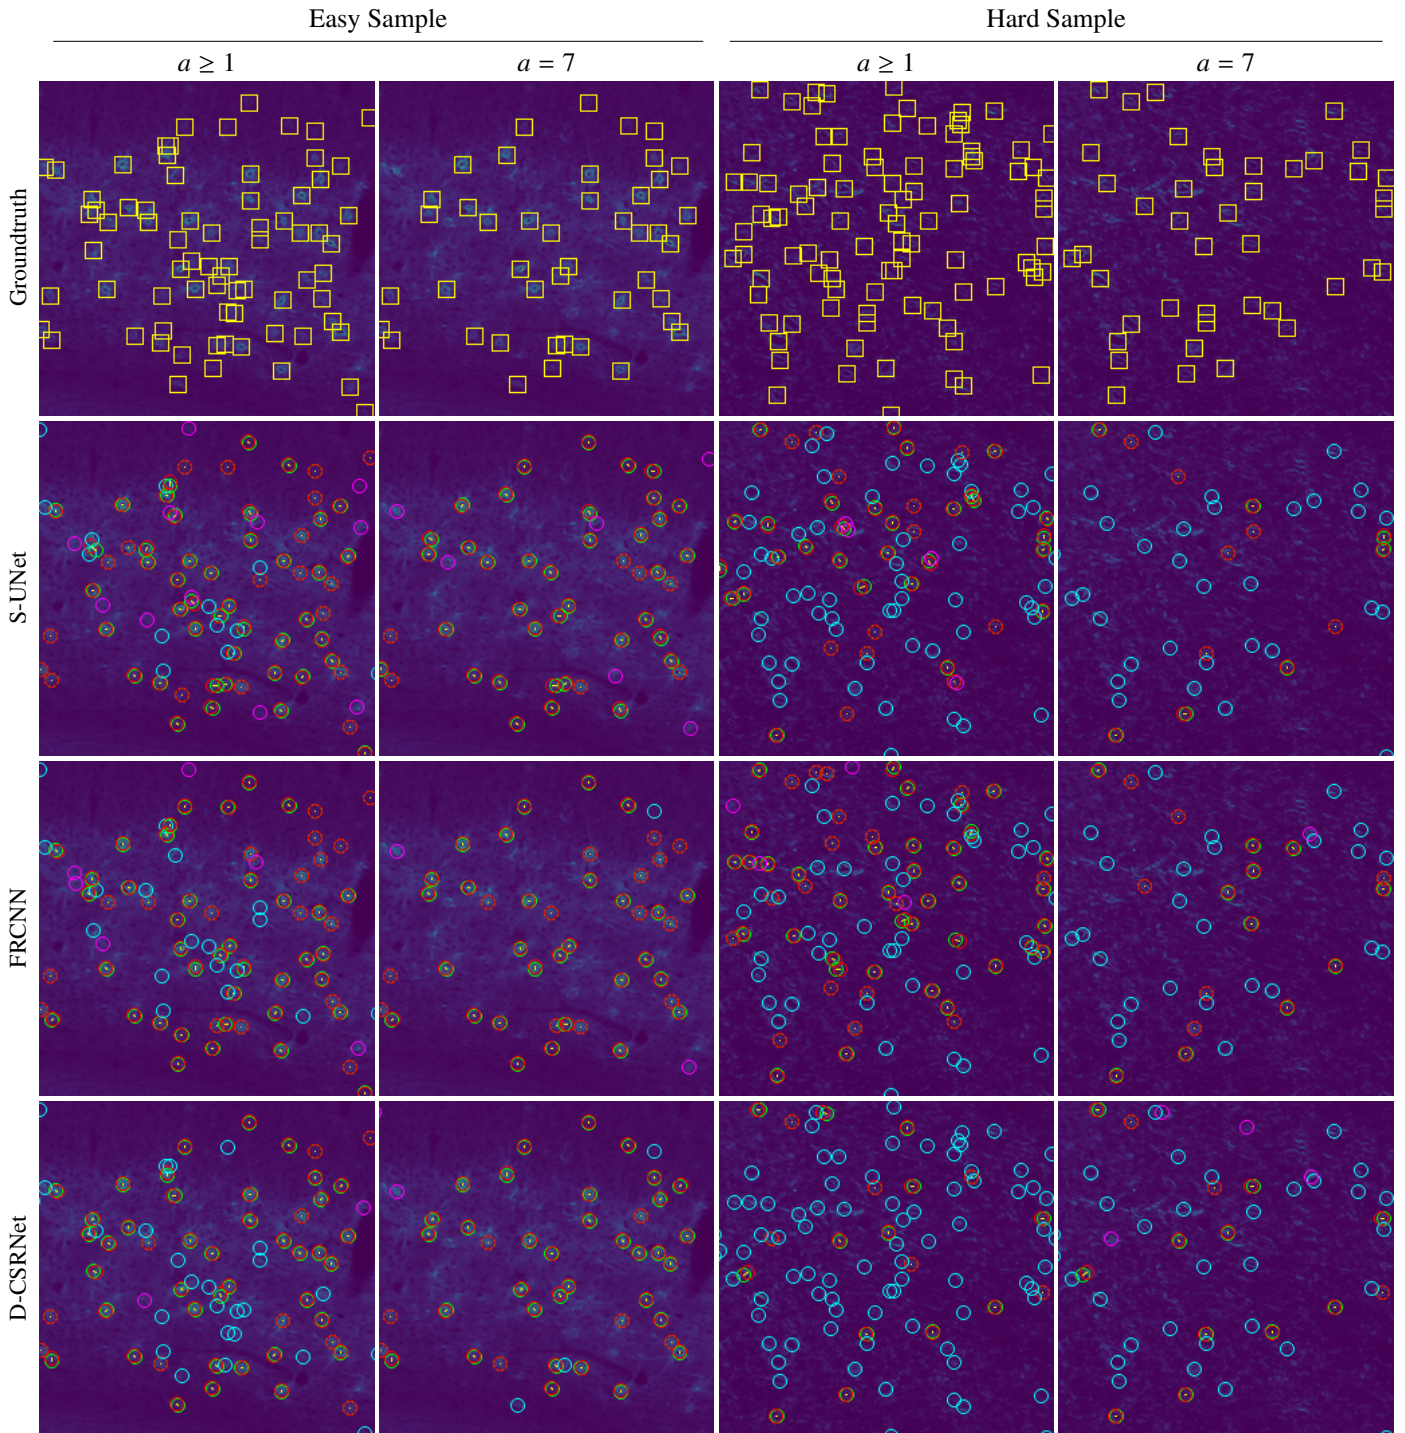 Easy Sample Hard Sample
a ≥ 1 a = 7 a ≥ 1 a = 7
Groundtruth
S-UNet
FRCNN
D-CSRNet